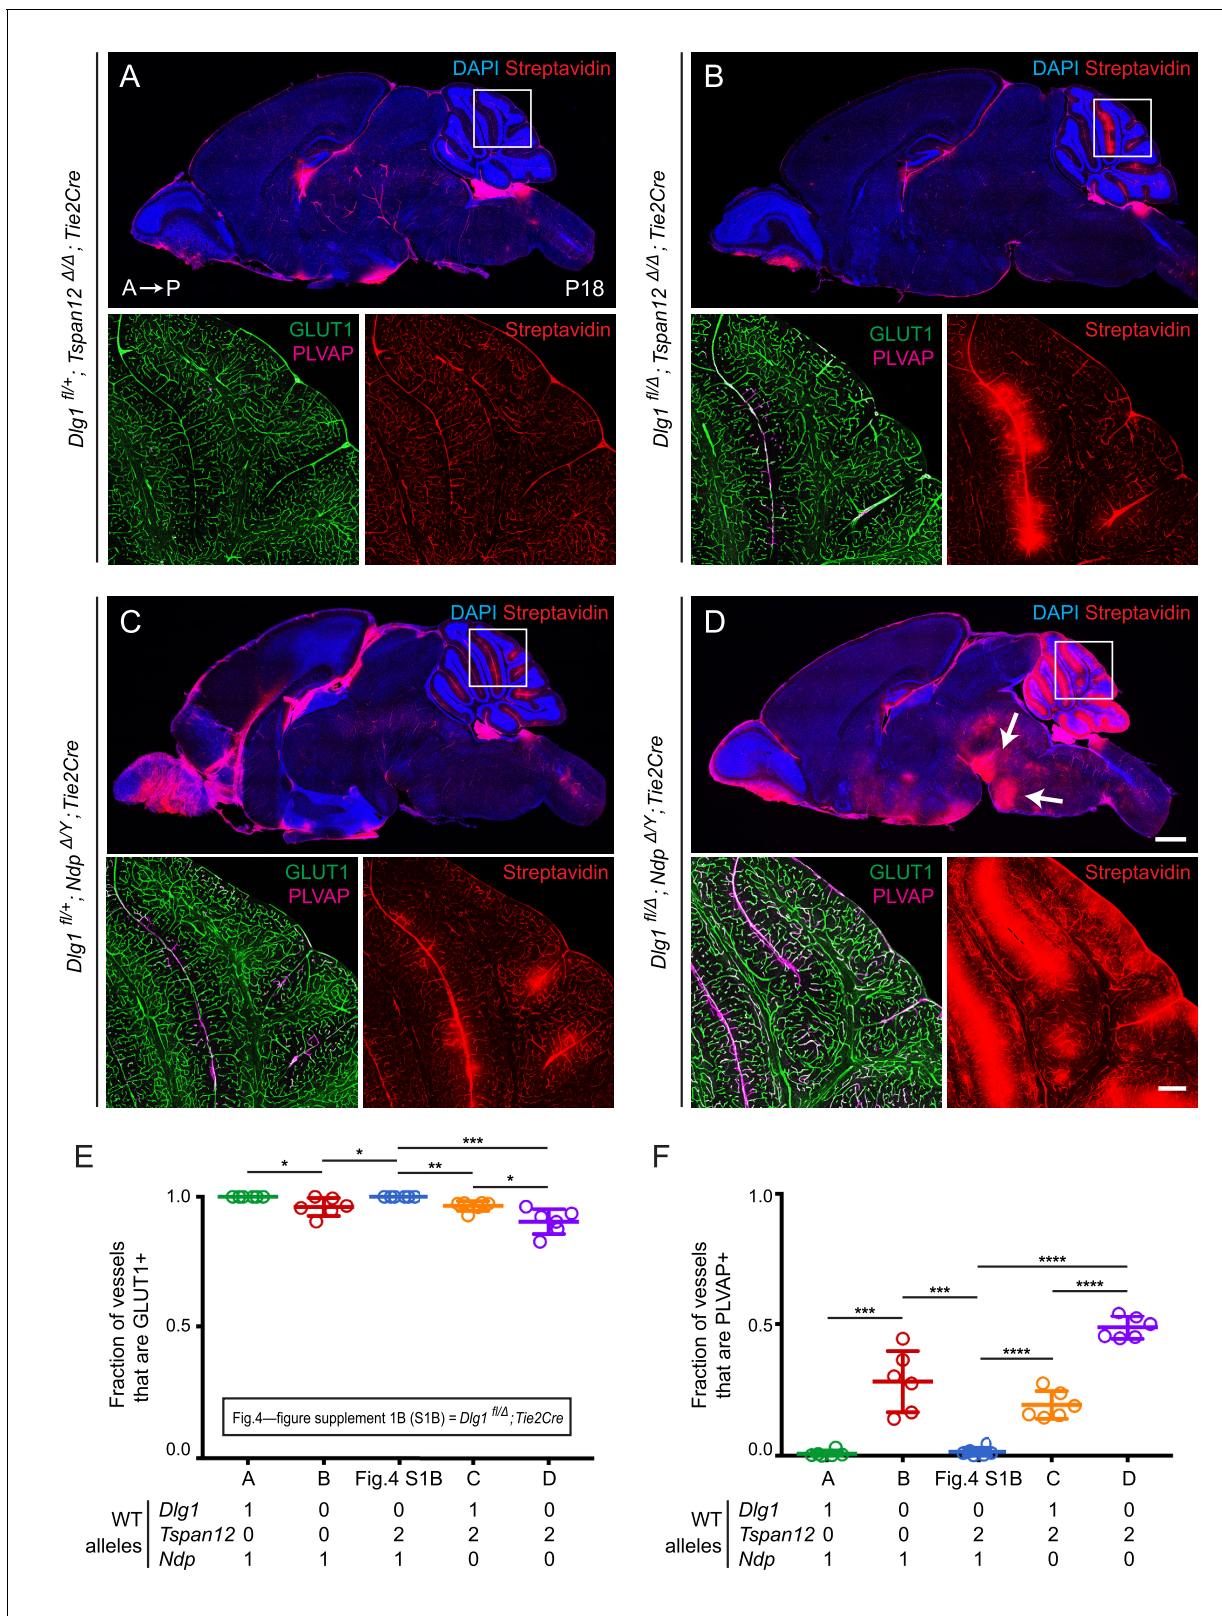 A
DAPI Streptavidin
A→P
P18
GLUT1
PLVAP
Streptavidin
Dlg1 fl/+; Tspan12 Δ/Δ; Tie2Cre
B
DAPI Streptavidin
GLUT1
PLVAP
Streptavidin
Dlg1 fl/Δ; Tspan12 Δ/Δ; Tie2Cre
C
DAPI Streptavidin
GLUT1
PLVAP
Streptavidin
Dlg1 fl/+; Ndp Δ/Y; Tie2Cre
D
DAPI Streptavidin
GLUT1
PLVAP
Streptavidin
Dlg1 fl/Δ; Ndp Δ/Y; Tie2Cre
E
***
* * **
*
Fraction of vessels
that are GLUT1+
1.0
0.5
0.0
Fig.4—figure supplement 1B (S1B) = Dlg1 fl/Δ; Tie2Cre
A B Fig.4 S1B C D
WT
alleles
Dlg1 1 0 0 1 0
Tspan12 0 0 2 2 2
Ndp 1 1 1 0 0
F
****
*** *** ****
****
Fraction of vessels
that are PLVAP+
1.0
0.5
0.0
A B Fig.4 S1B C D
WT
alleles
Dlg1 1 0 0 1 0
Tspan12 0 0 2 2 2
Ndp 1 1 1 0 0